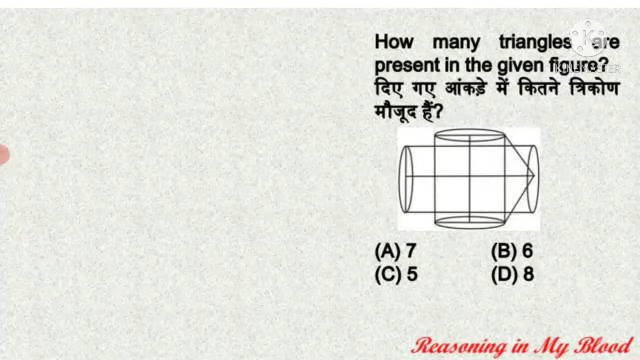 How many triangles are
present in the given figure?
दिए गए आंकड़े में कितने त्रिकोण
मौजूद हैं?
(A) 7 (B) 6
(C) 5 (D) 8
Reasoning in My Blood